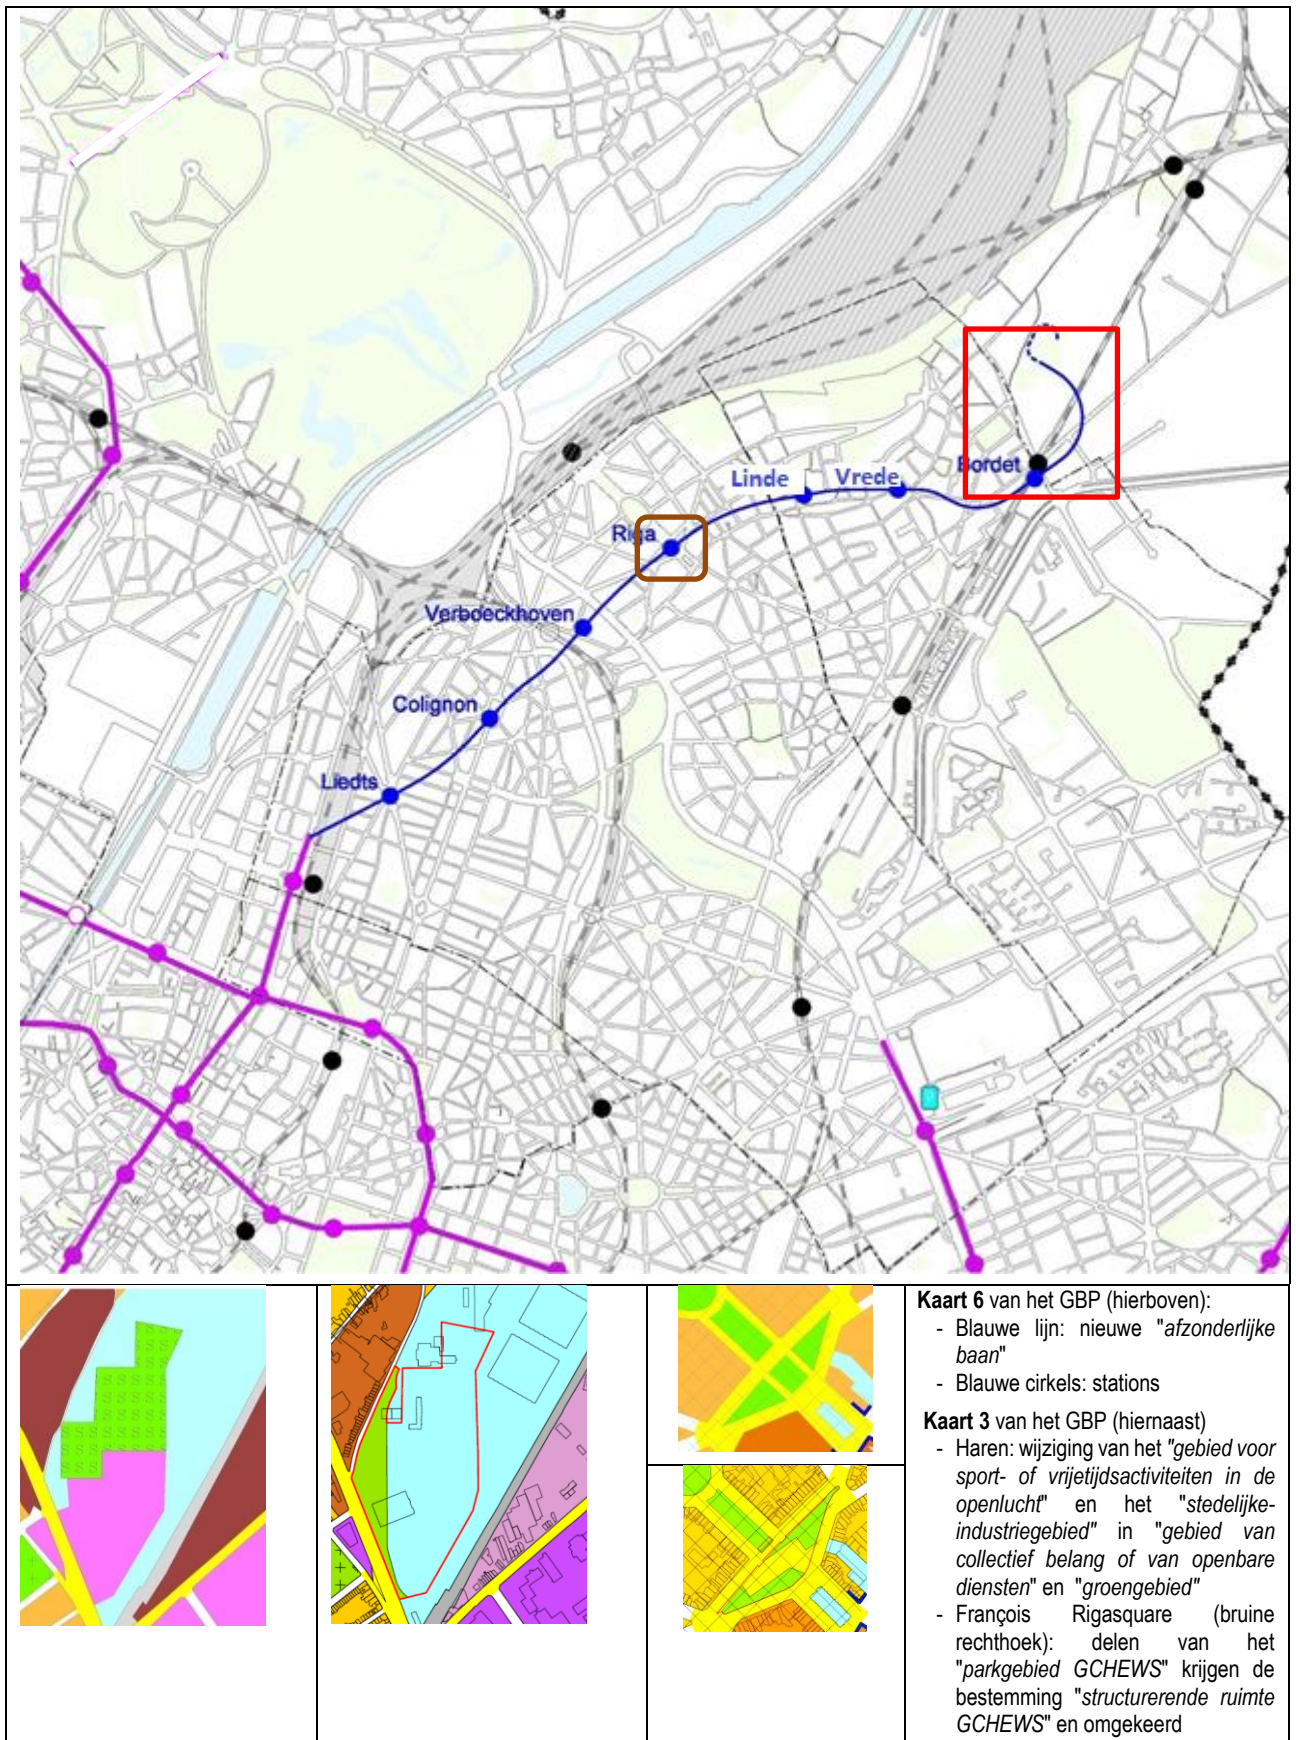 Linde
Vrede
Bordet
Riga
Verboeckhoven
Colignon
Liedts
Kaart 6 van het GBP (hierboven):
- Blauwe lijn: nieuwe "afzonderlijke
baan"
- Blauwe cirkels: stations
Kaart 3 van het GBP (hiernaast)
- Haren: wijziging van het "gebied voor
sport- of vrijetijdsactiviteiten in de
openlucht" en het "stedelijke-
industriegebied" in "gebied van
collectief belang of van openbare
diensten" en "groengebied"
- François Rigasquare (bruine
rechthoek): delen van het
"parkgebied GCHEWS" krijgen de
bestemming "structurerende ruimte
GCHEWS" en omgekeerd